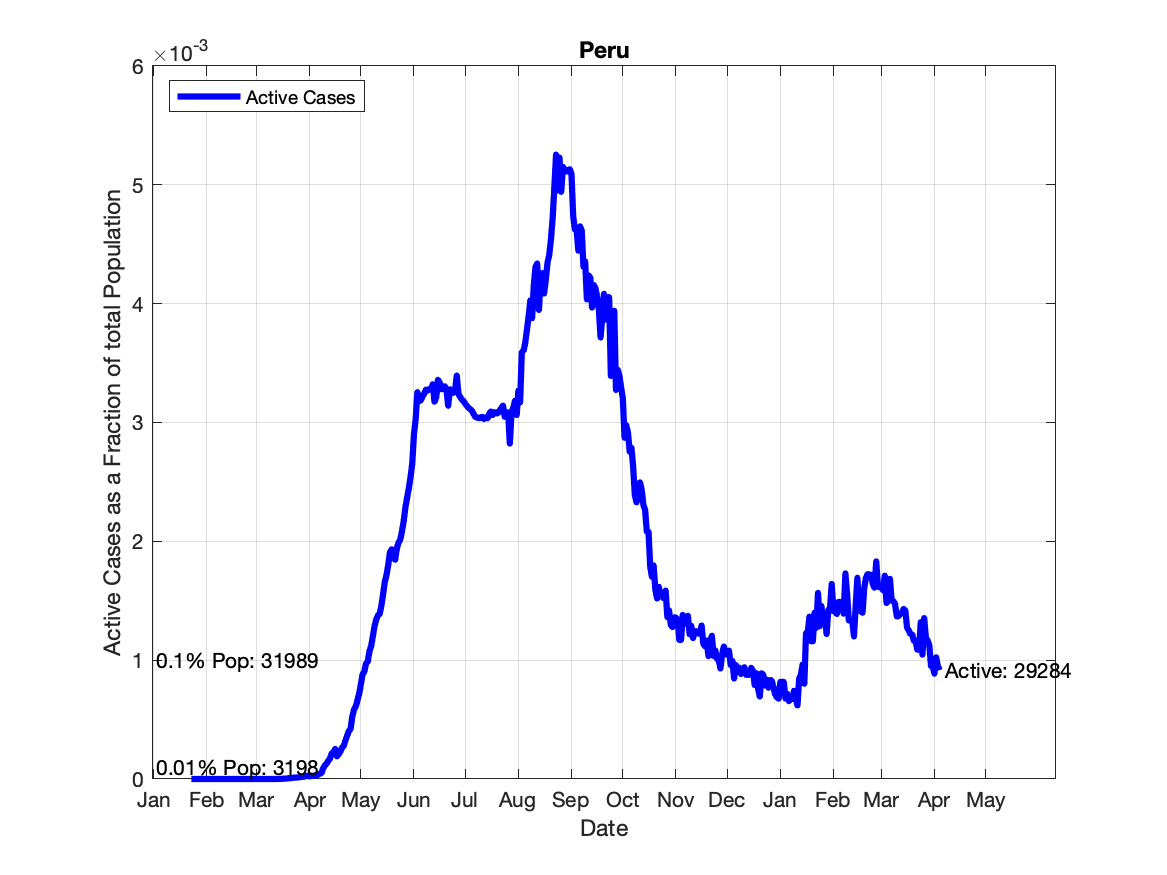 Peru
×10-3
Active Cases
6
5
4
3
2
1
0
Active Cases as a Fraction of total Population
0.1% Pop: 31989
0.01% Pop: 3198
Active: 29284
Jan Feb Mar Apr May Jun Jul Aug Sep Oct Nov Dec Jan Feb Mar Apr May
Date